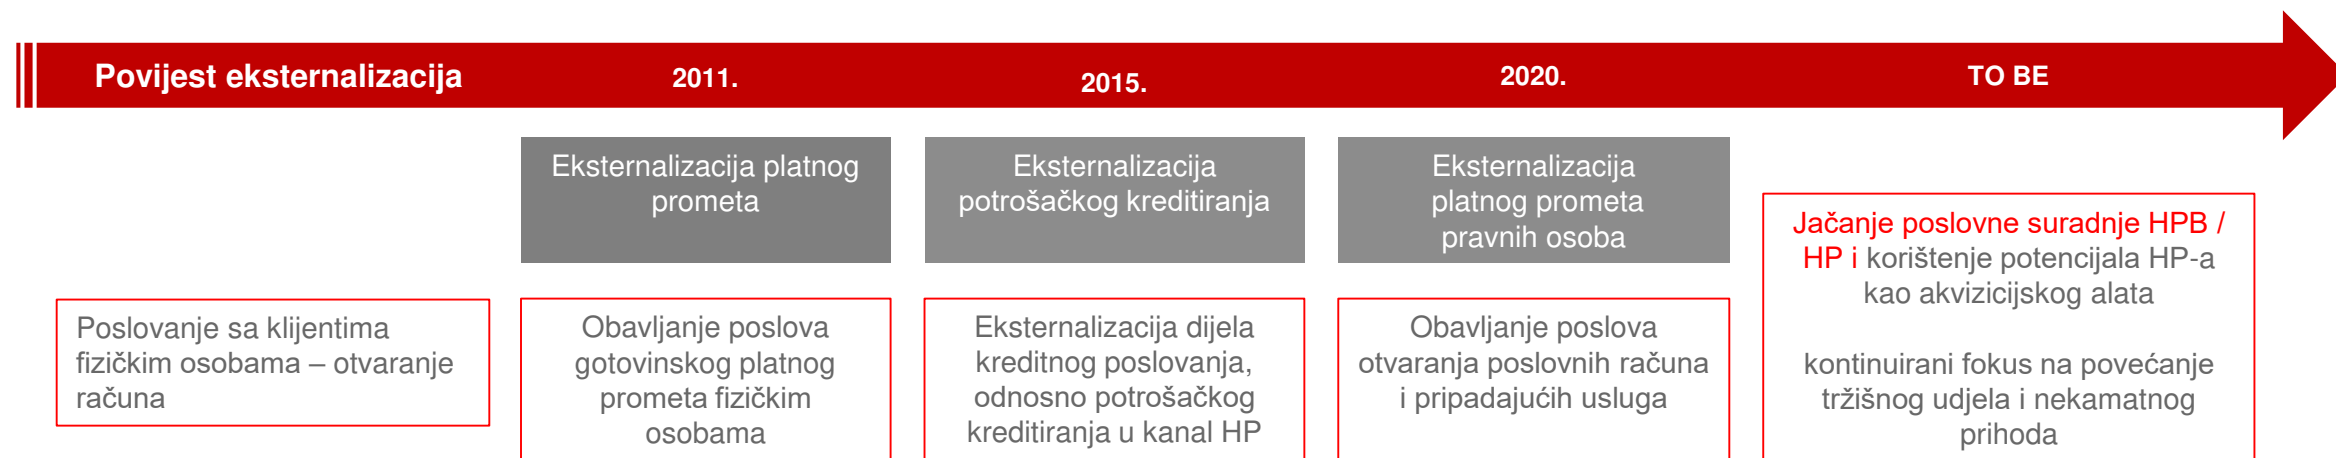 Povijest eksternalizacija
2011.
2015.
2020.
TO BE
Eksternalizacija platnog
prometa
Eksternalizacija
potrošačkog kreditiranja
Eksternalizacija
platnog prometa
pravnih osoba
Poslovanje sa klijentima
fizičkim osobama – otvaranje
računa
Obavljanje poslova
gotovinskog platnog
prometa fizičkim
osobama
Eksternalizacija dijela
kreditnog poslovanja,
odnosno potrošačkog
kreditiranja u kanal HP
Obavljanje poslova
otvaranja poslovnih računa
i pripadajućih usluga
Jačanje poslovne suradnje HPB /
HP i korištenje potencijala HP-a
kao akvizicijskog alata
kontinuirani fokus na povećanje
tržišnog udjela i nekamatnog
prihoda